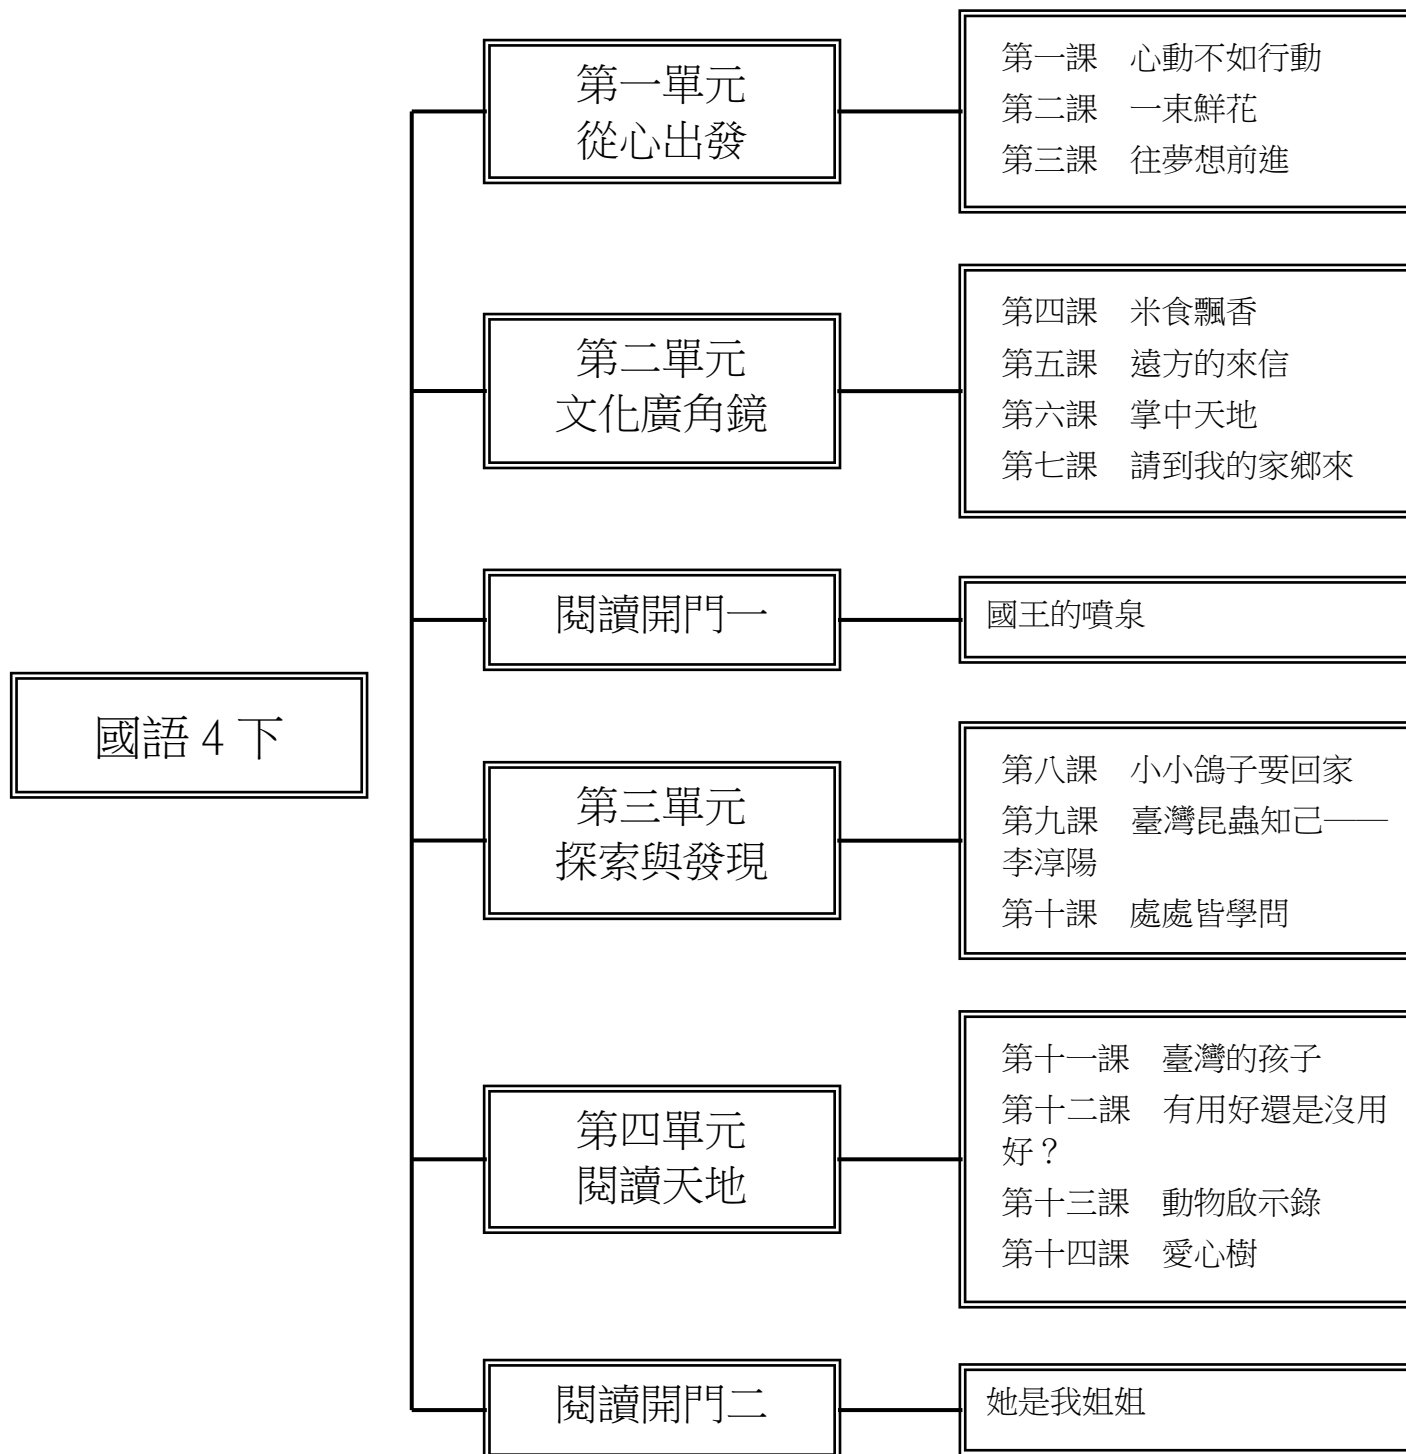 國語 4 下
第一單元
從心出發
第一課　心動不如行動
第二課　一束鮮花
第三課　往夢想前進
第二單元
文化廣角鏡
第四課　米食飄香
第五課　遠方的來信
第六課　掌中天地
第七課　請到我的家鄉來
閱讀開門一
國王的噴泉
第三單元
探索與發現
第八課　小小鴿子要回家
第九課　臺灣昆蟲知己──
李淳陽
第十課　處處皆學問
第四單元
閱讀天地
第十一課　臺灣的孩子
第十二課　有用好還是沒用
好？
第十三課　動物啟示錄
第十四課　愛心樹
閱讀開門二
她是我姐姐